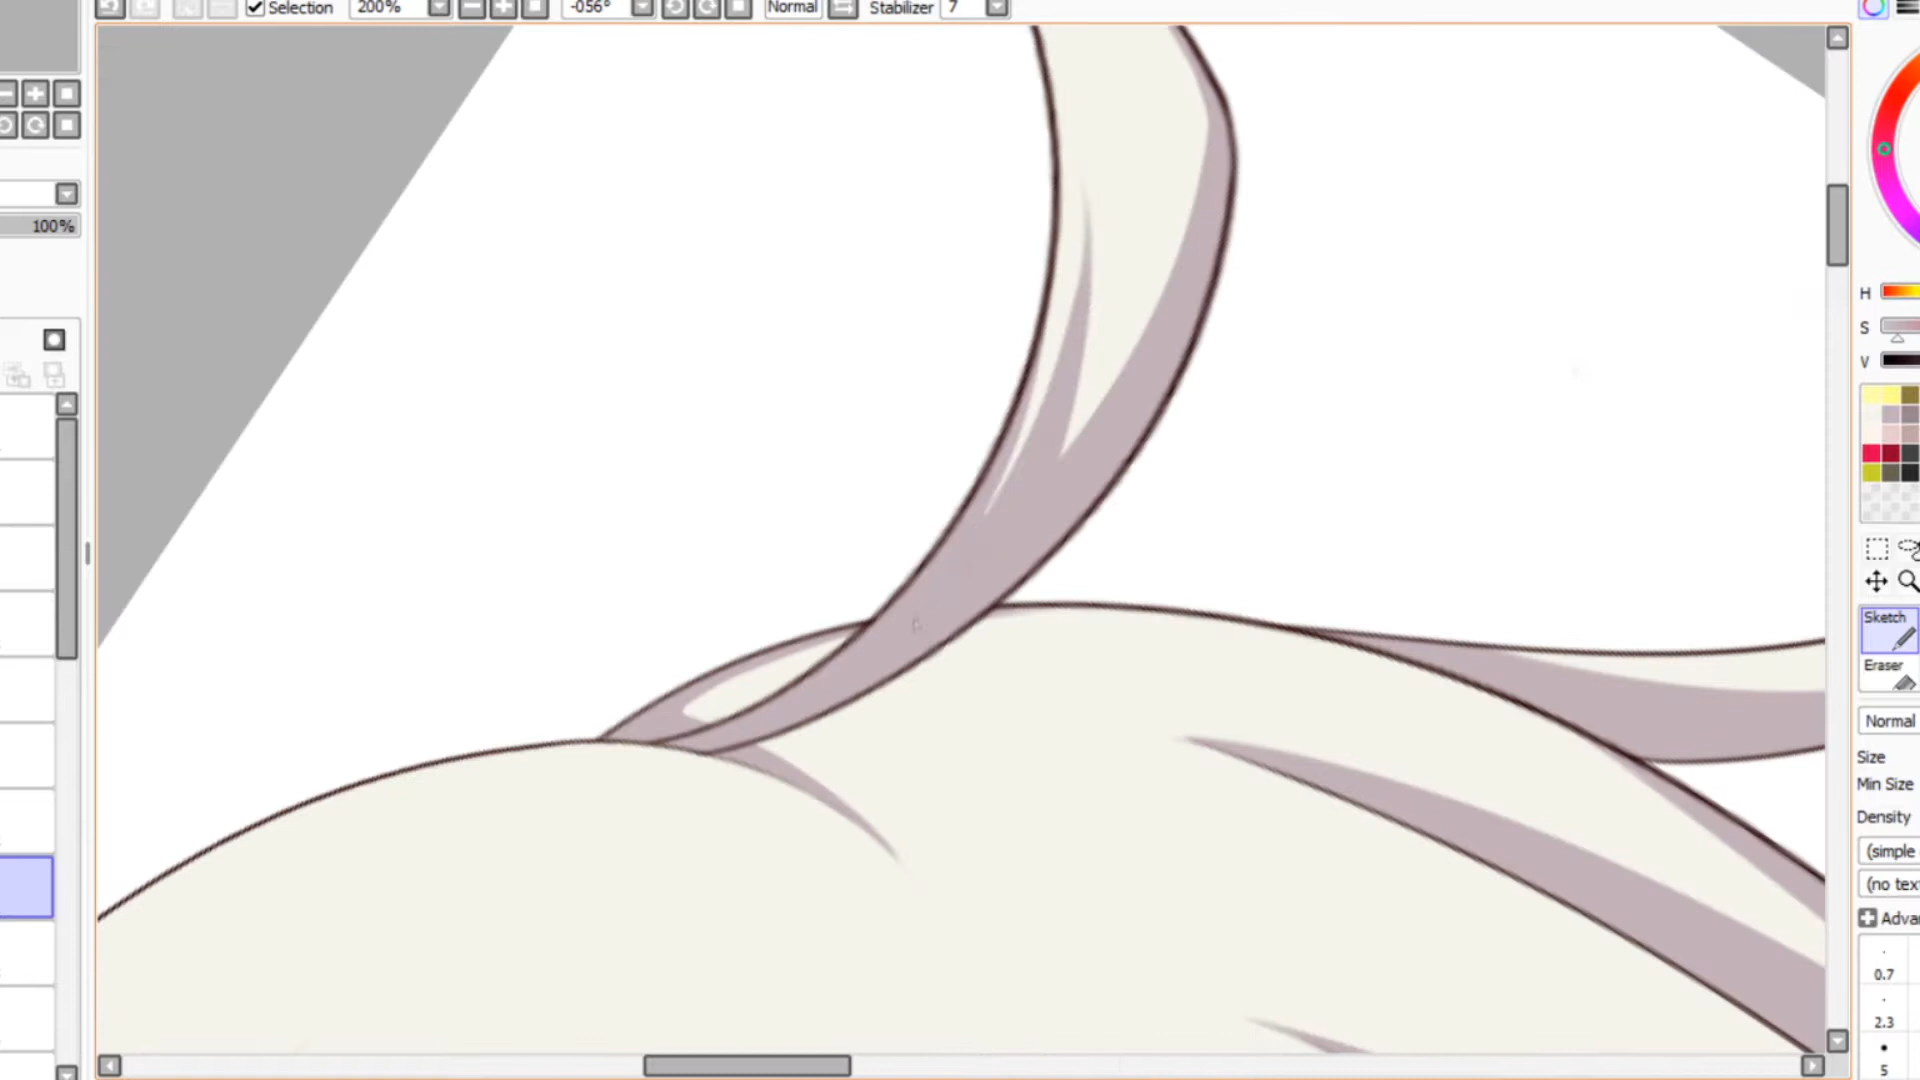 Selection 200% -056° Normal Stabilizer 7
100%
H
S
V
Sketch
Eraser
Normal
Size
Min Size
Density
(simple
(no tex
Adva
0.7
2.3
5